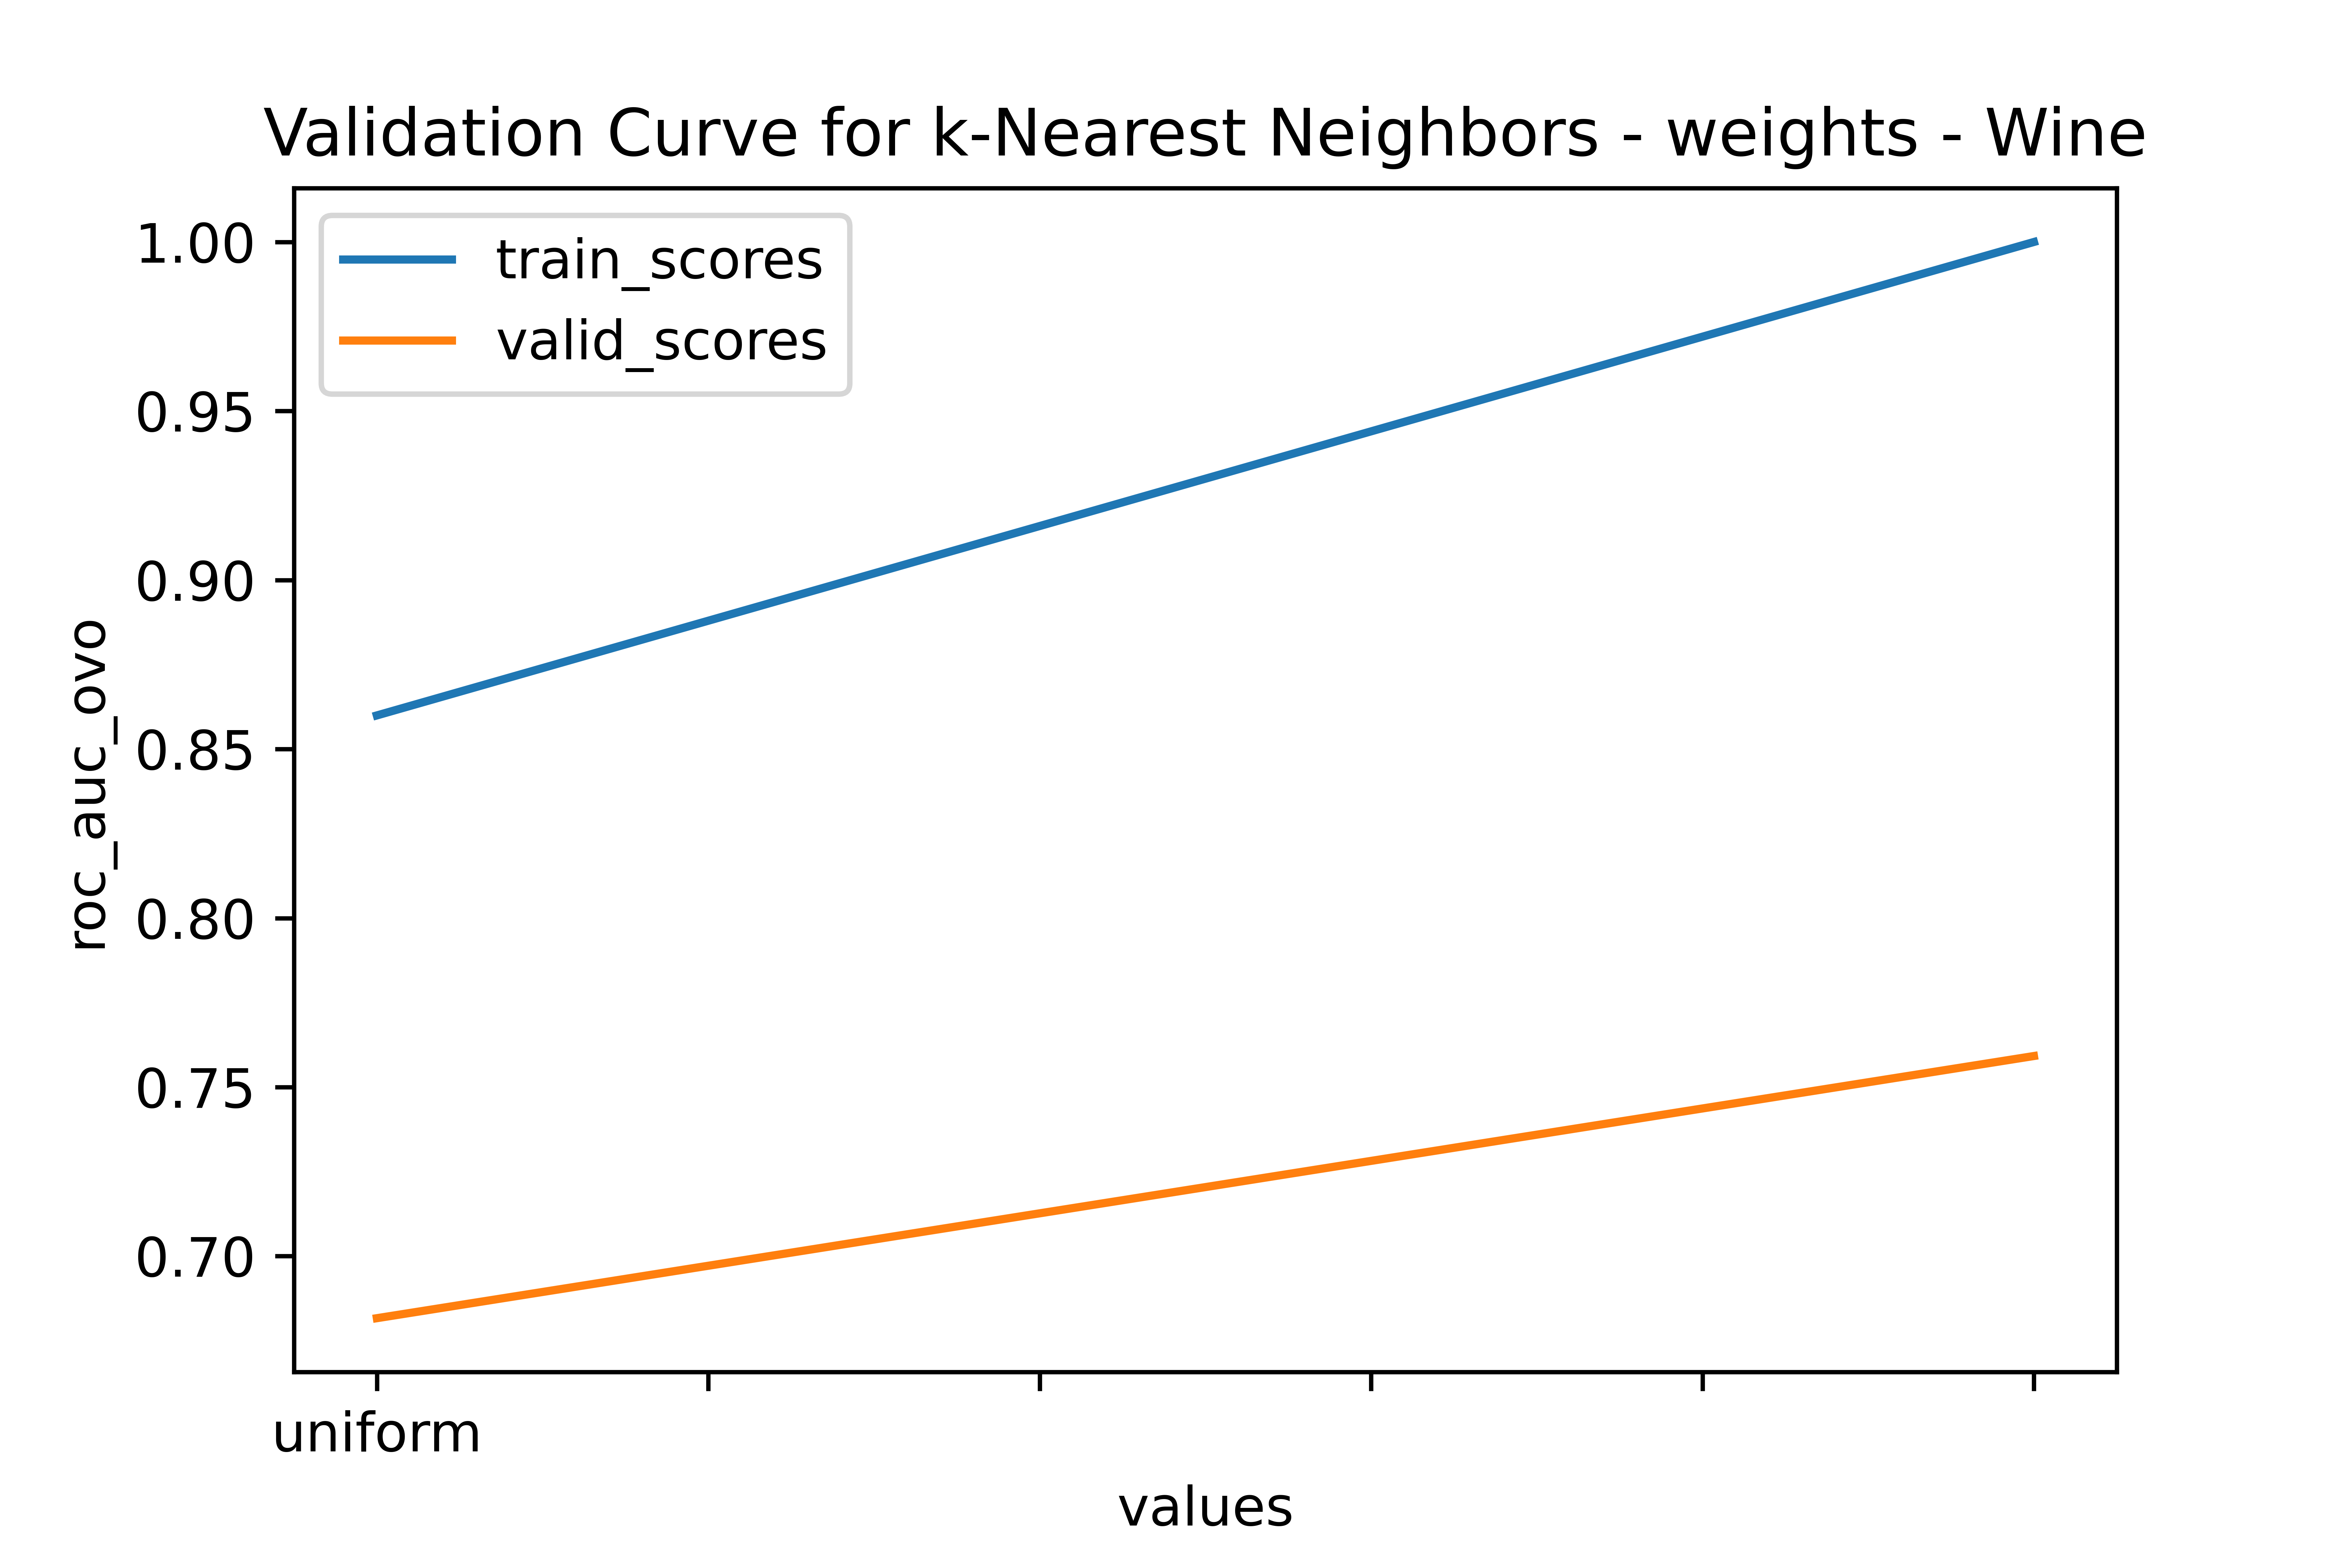 Validation Curve for k-Nearest Neighbors - weights - Wine
train_scores
valid_scores
1.00
0.95
0.90
0.85
0.80
0.75
0.70
roc_auc_ovo
uniform
values